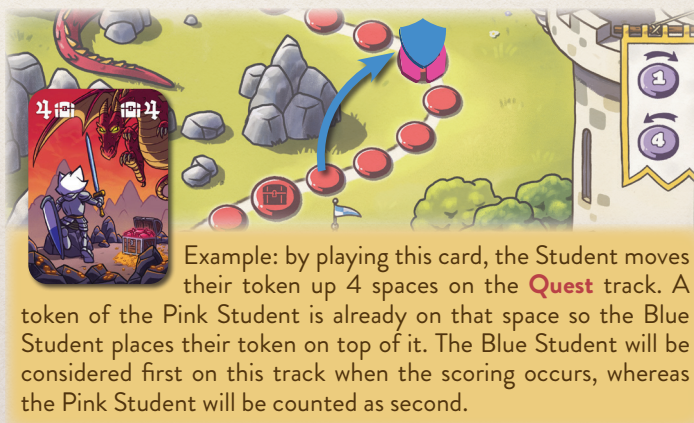 1
4
4 4
Example: by playing this card, the Student moves
their token up 4 spaces on the Quest track. A
token of the Pink Student is already on that space so the Blue
Student places their token on top of it. The Blue Student will be
considered first on this track when the scoring occurs, whereas
the Pink Student will be counted as second.